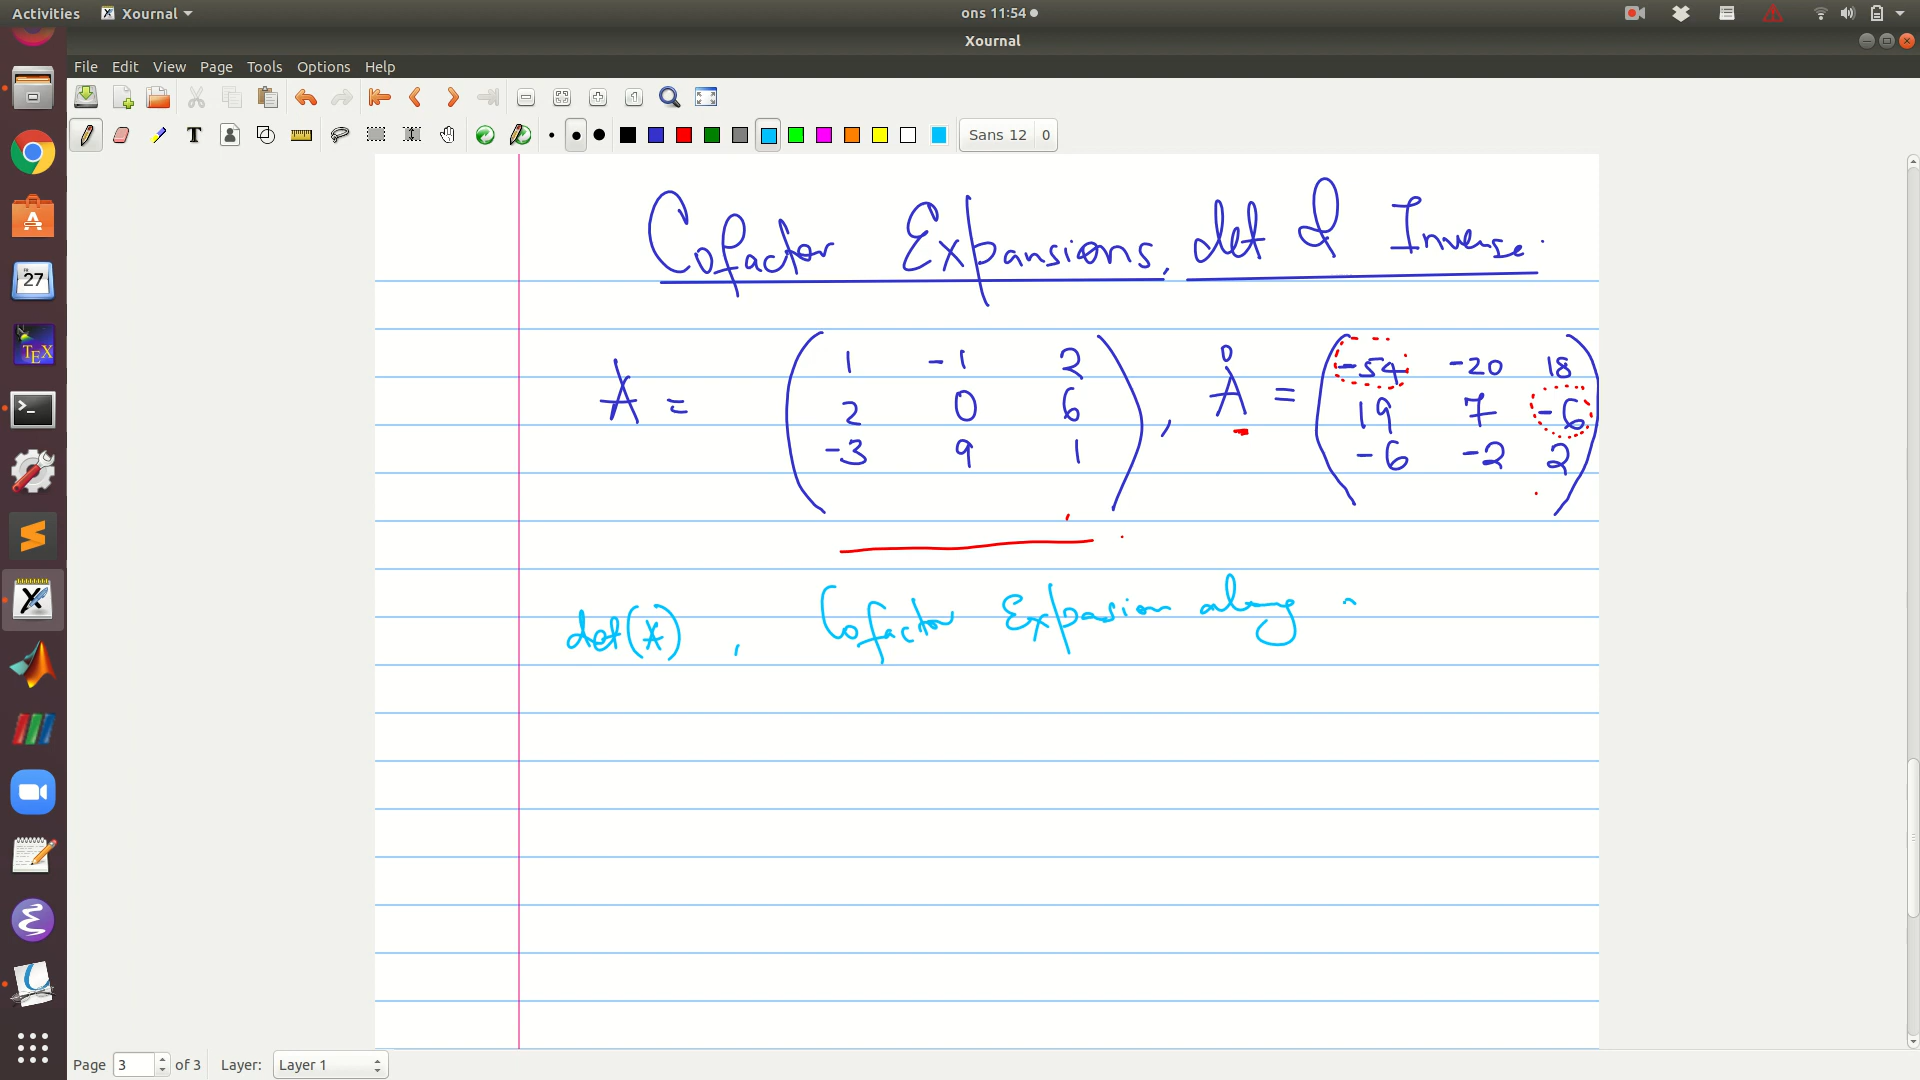 Activities Xournal ons 11:54
Xournal
File Edit View Page Tools Options Help
Sans 12 0
Cofactor Expansions, det & Inverse.
A = ( 1 -1 2 ) , Å = ( -54 -20 18 )
( 2 0 6 ) ( 19 7 -6 )
( -3 9 1 ) ( -6 -2 2 )
det(A) , Cofactor Expansion along
27
TEX
Page 3 of 3 Layer: Layer 1